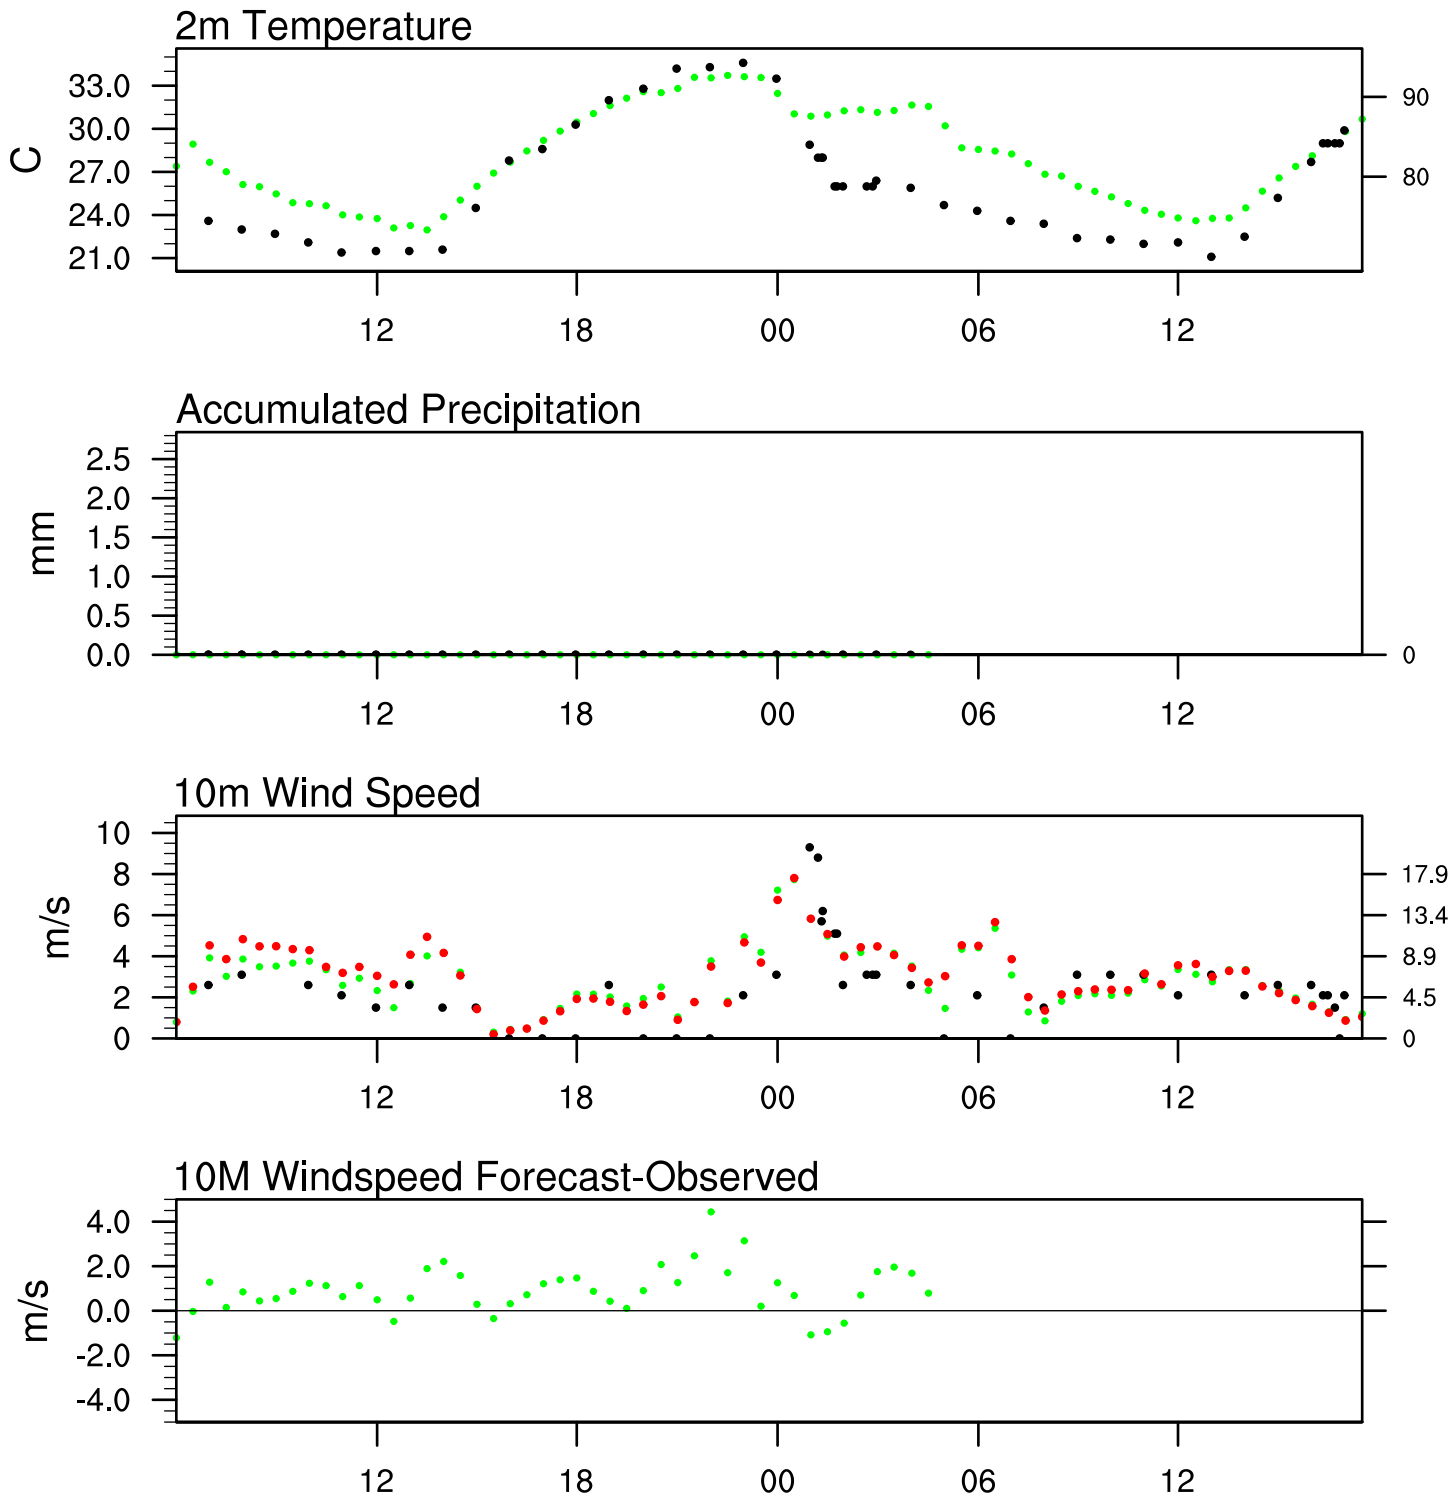 2m Temperature
33.0
30.0
27.0
24.0
21.0
C
90
80
12 18 00 06 12
Accumulated Precipitation
2.5
2.0
1.5
1.0
0.5
0.0
mm
0
12 18 00 06 12
10m Wind Speed
10
8
6
4
2
0
m/s
17.9
13.4
8.9
4.5
0
12 18 00 06 12
10M Windspeed Forecast-Observed
4.0
2.0
0.0
-2.0
-4.0
m/s
12 18 00 06 12